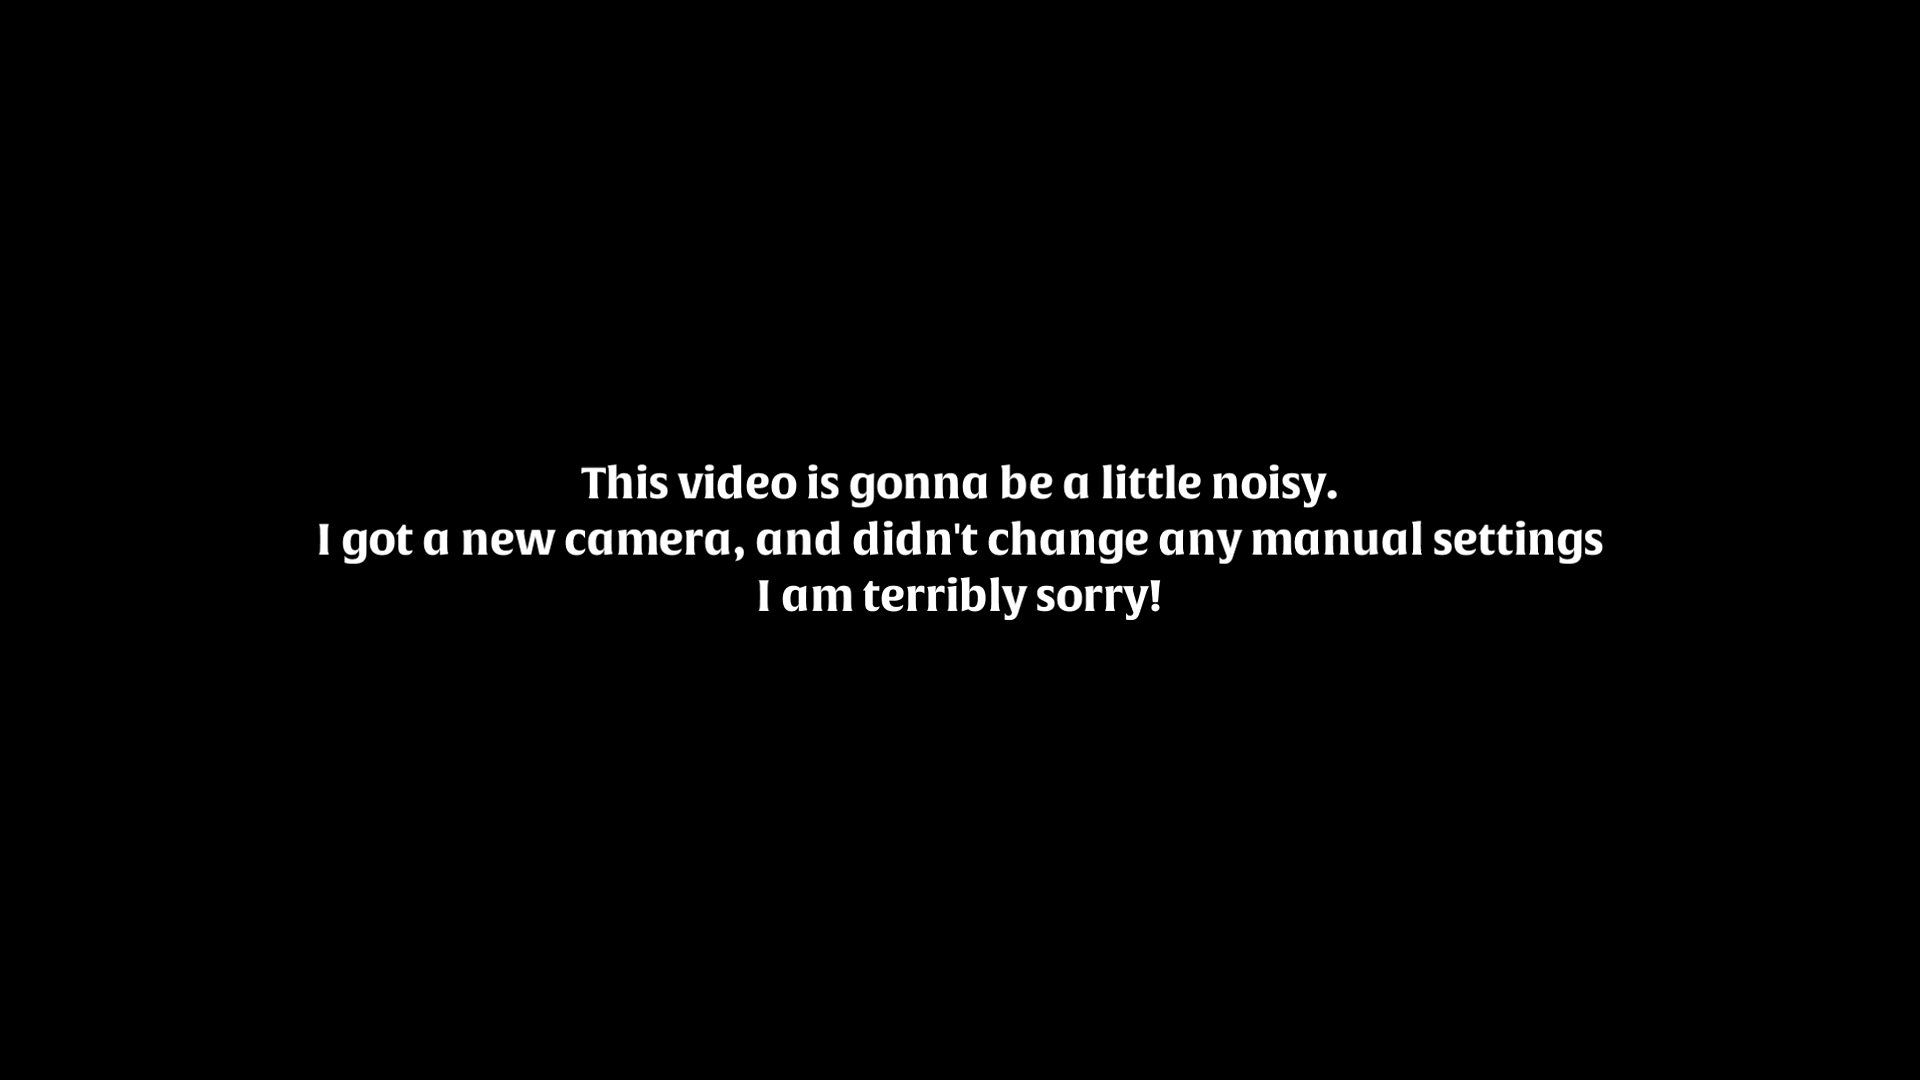 This video is gonna be a little noisy.
I got a new camera, and didn't change any manual settings
I am terribly sorry!